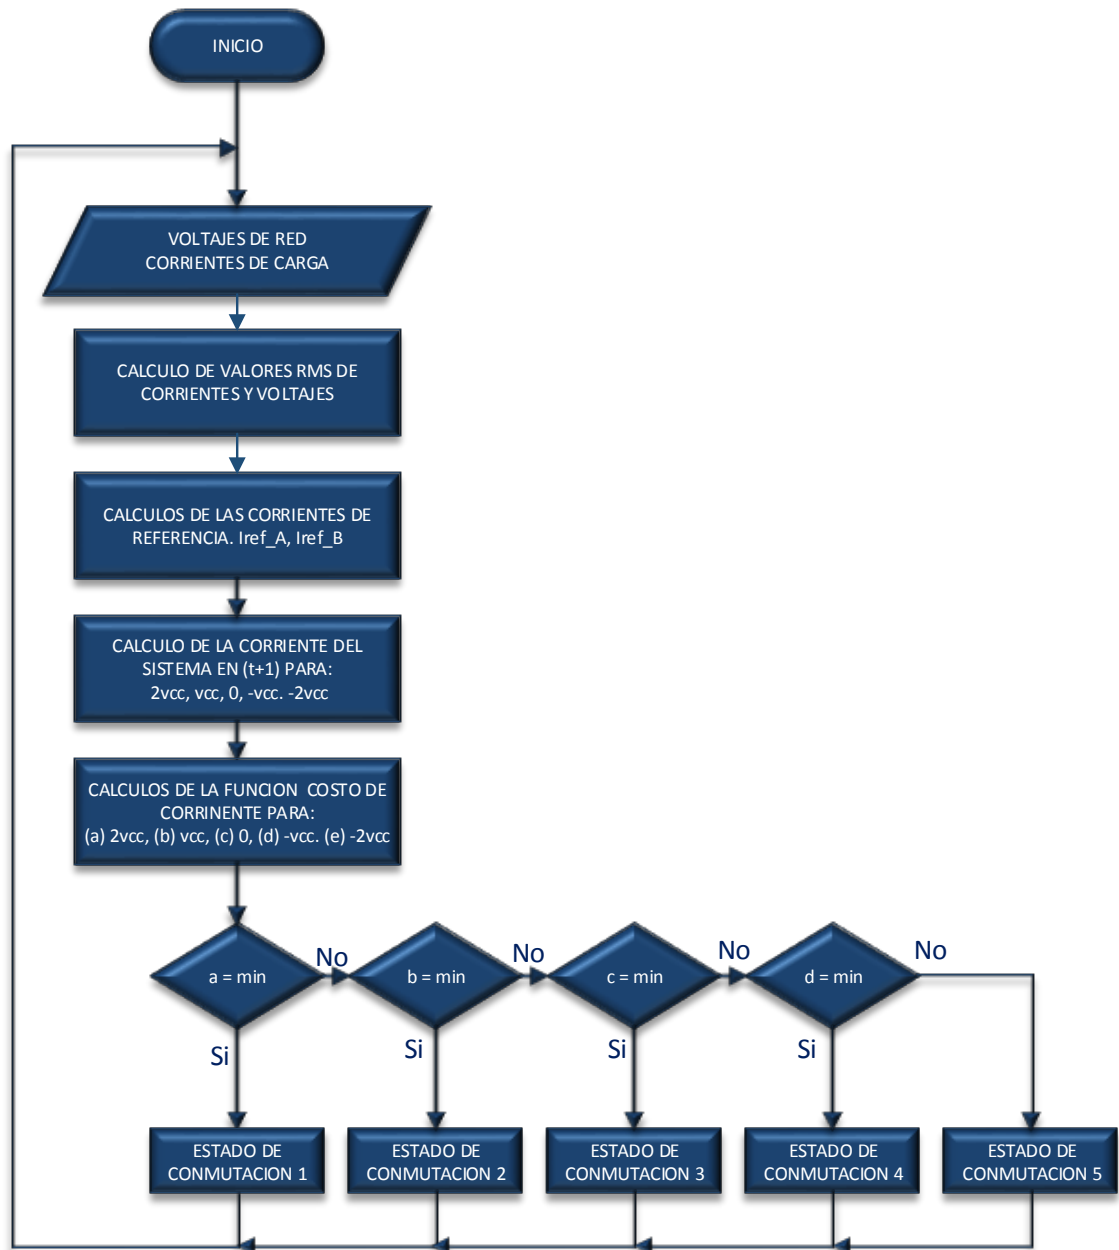 INICIO
VOLTAJES DE RED
CORRIENTES DE CARGA
CALCULO DE VALORES RMS DE
CORRIENTES Y VOLTAJES
CALCULOS DE LAS CORRIENTES DE
REFERENCIA. Iref_A, Iref_B
CALCULO DE LA CORRIENTE DEL
SISTEMA EN (t+1) PARA:
2vcc, vcc, 0, -vcc. -2vcc
CALCULOS DE LA FUNCION COSTO DE
CORRINENTE PARA:
(a) 2vcc, (b) vcc, (c) 0, (d) -vcc. (e) -2vcc
a = min
No
b = min
No
c = min
No
d = min
No
Si
Si
Si
Si
ESTADO DE
CONMUTACION 1
ESTADO DE
CONMUTACION 2
ESTADO DE
CONMUTACION 3
ESTADO DE
CONMUTACION 4
ESTADO DE
CONMUTACION 5